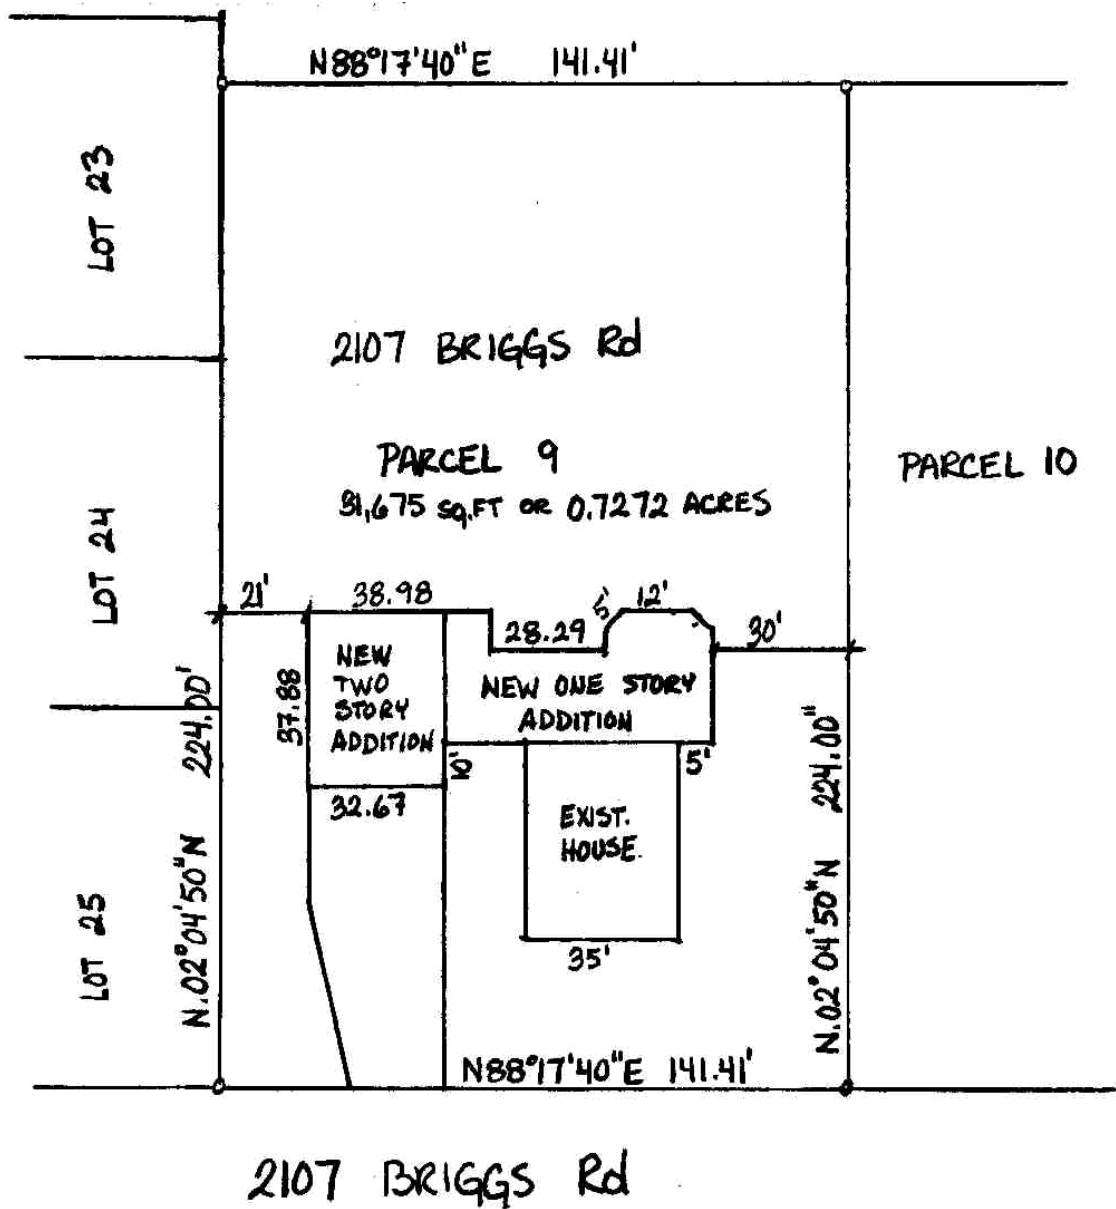 N88°17'40"E 141.41'
LOT 23
2107 BRIGGS Rd
PARCEL 9
31,675 SQ.FT OR 0.7272 ACRES
PARCEL 10
LOT 24
21'
38.98
5'
12'
28.29
30'
NEW
TWO
STORY
ADDITION
37.88
NEW ONE STORY
ADDITION
10'
5'
32.67
EXIST.
HOUSE.
35'
LOT 25
N.02°04'50"N 224.00'
N.02°04'50"N 224.00"
N88°17'40"E 141.41'
2107 BRIGGS Rd